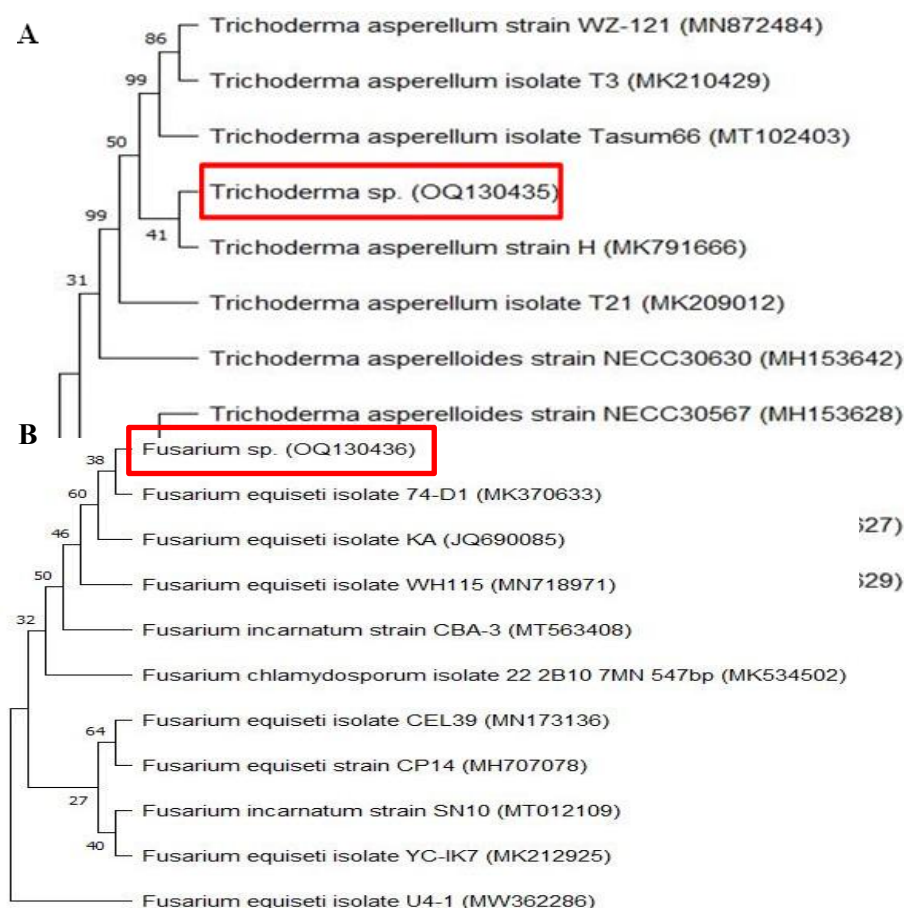 A
Trichoderma asperellum strain WZ-121 (MN872484)
86
Trichoderma asperellum isolate T3 (MK210429)
99
Trichoderma asperellum isolate Tasum66 (MT102403)
50
Trichoderma sp. (OQ130435)
99
41
Trichoderma asperellum strain H (MK791666)
31
Trichoderma asperellum isolate T21 (MK209012)
Trichoderma asperelloides strain NECC30630 (MH153642)
Trichoderma asperelloides strain NECC30567 (MH153628)
B
Fusarium sp. (OQ130436)
38
Fusarium equiseti isolate 74-D1 (MK370633)
60
Fusarium equiseti isolate KA (JQ690085)
627)
46
Fusarium equiseti isolate WH115 (MN718971)
629)
50
Fusarium incarnatum strain CBA-3 (MT563408)
32
Fusarium chlamydosporum isolate 22 2B10 7MN 547bp (MK534502)
Fusarium equiseti isolate CEL39 (MN173136)
64
Fusarium equiseti strain CP14 (MH707078)
27
Fusarium incarnatum strain SN10 (MT012109)
40
Fusarium equiseti isolate YC-IK7 (MK212925)
Fusarium equiseti isolate U4-1 (MW362286)